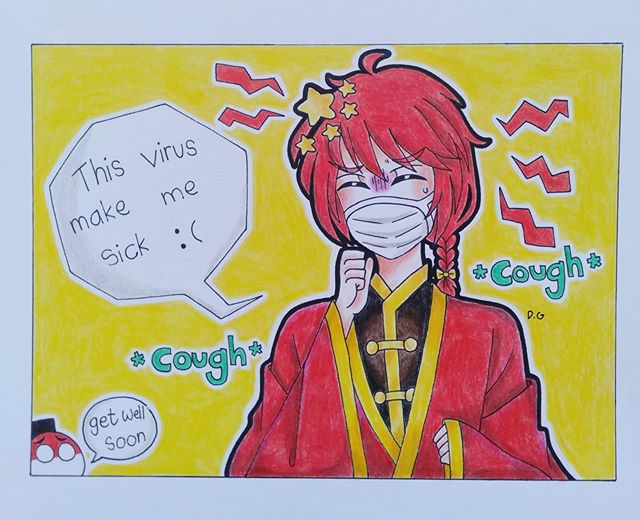 This virus
make me
sick :(
*cough*
*cough*
D.G
get well
soon